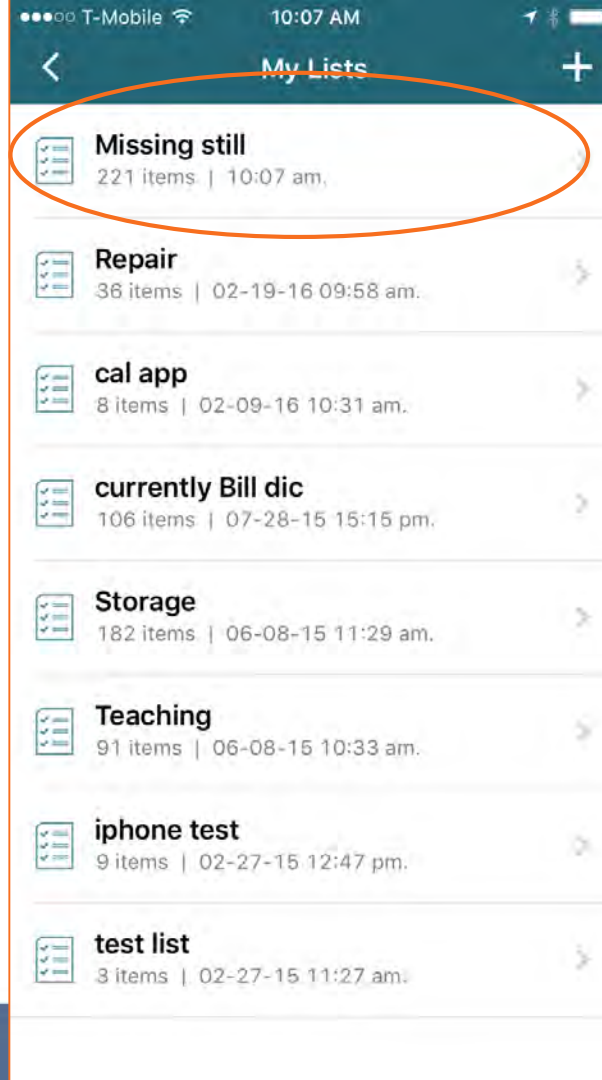 T-Mobile 10:07 AM
My Lists
Missing still
221 items | 10:07 am.
Repair
36 items | 02-19-16 09:58 am.
cal app
8 items | 02-09-16 10:31 am.
currently Bill dic
106 items | 07-28-15 15:15 pm.
Storage
182 items | 06-08-15 11:29 am.
Teaching
91 items | 06-08-15 10:33 am.
iphone test
9 items | 02-27-15 12:47 pm.
test list
3 items | 02-27-15 11:27 am.